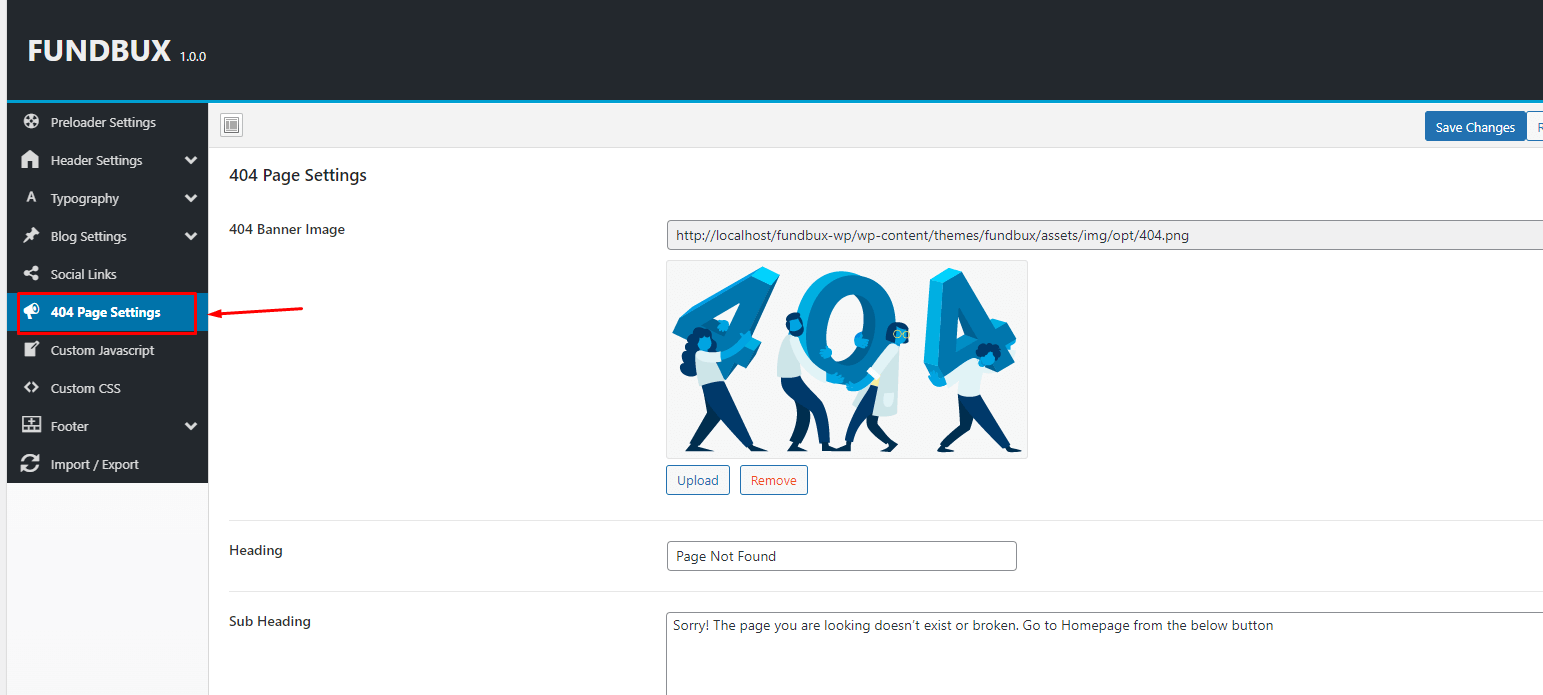 FUNDBUX 1.0.0
Preloader Settings
Header Settings
Typography
Blog Settings
Social Links
404 Page Settings
Custom Javascript
Custom CSS
Footer
Import / Export
Save Changes
404 Page Settings
404 Banner Image
http://localhost/fundbux-wp/wp-content/themes/fundbux/assets/img/opt/404.png
404
Upload
Remove
Heading
Page Not Found
Sub Heading
Sorry! The page you are looking doesn't exist or broken. Go to Homepage from the below button